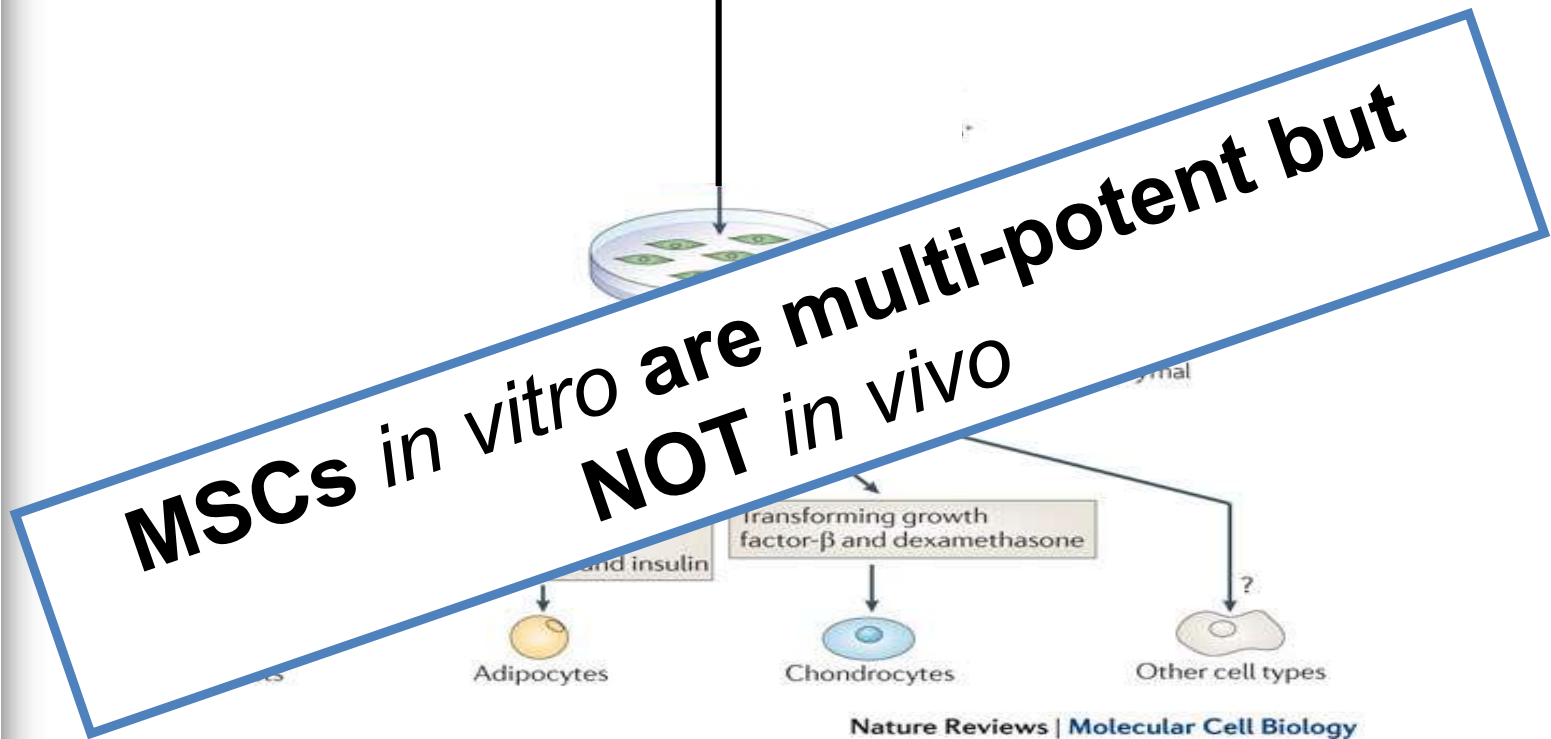 MSCs in vitro are multi-potent but
NOT in vivo
Transforming growth
factor-β and dexamethasone
and insulin
?
Adipocytes
Chondrocytes
Other cell types
Nature Reviews | Molecular Cell Biology